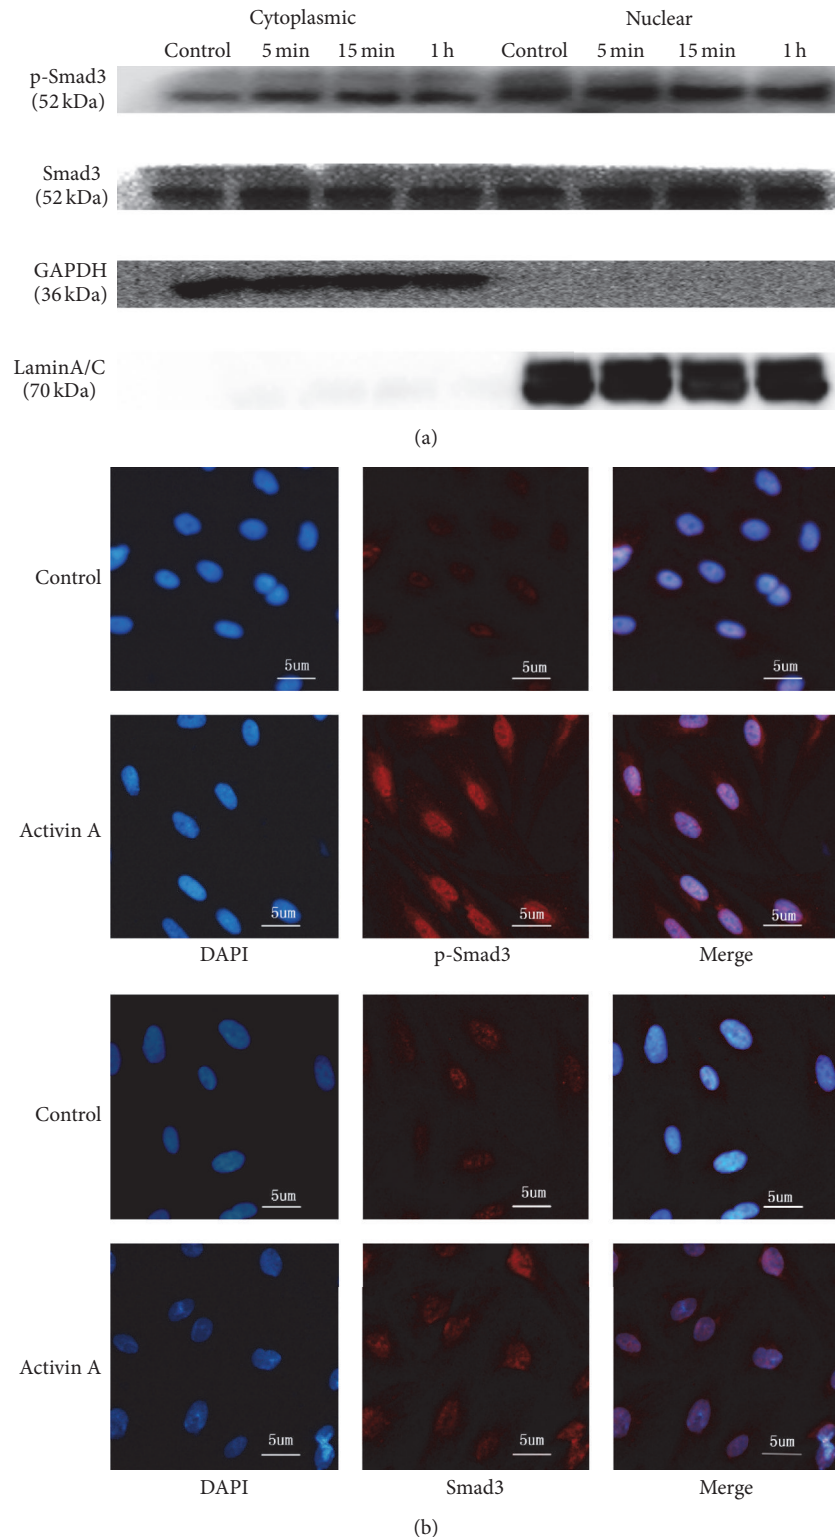 Cytoplasmic Nuclear
Control 5 min 15 min 1 h Control 5 min 15 min 1 h
p-Smad3
(52 kDa)
Smad3
(52 kDa)
GAPDH
(36 kDa)
LaminA/C
(70 kDa)
(a)
Control
5um 5um 5um
Activin A
5um 5um 5um
DAPI p-Smad3 Merge
Control
5um 5um 5um
Activin A
5um 5um 5um
DAPI Smad3 Merge
(b)